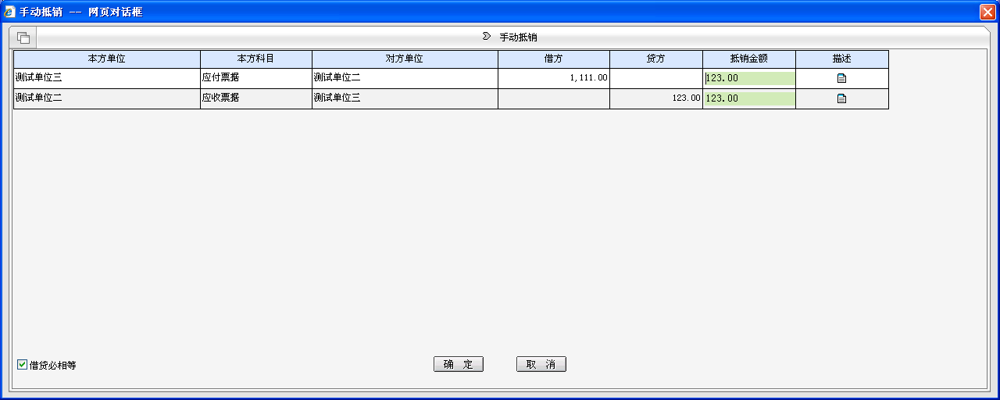 手动抵销 -- 网页对话框
手动抵销
本方单位 本方科目 对方单位 借方 贷方 抵销金额 描述
测试单位三 应付票据 测试单位二 1,111.00 123.00
测试单位二 应收票据 测试单位三 123.00 123.00
借贷必相等 确 定 取 消